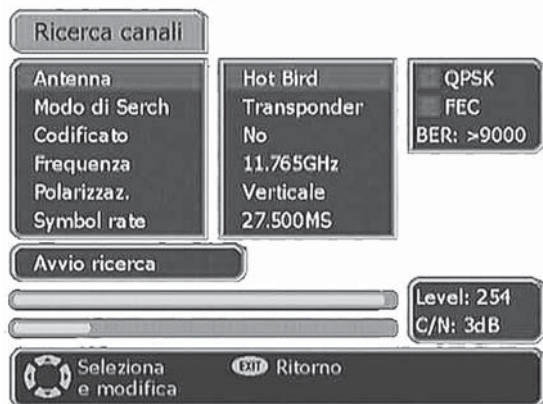 Ricerca canali
Antenna Hot Bird
Modo di Serch Transponder
Codificato No
Frequenza 11.765GHz
Polarizzaz. Verticale
Symbol rate 27.500MS
QPSK
FEC
BER: >9000
Avvio ricerca
Level: 254
C/N: 3dB
Seleziona
e modifica
EXIT Ritorno